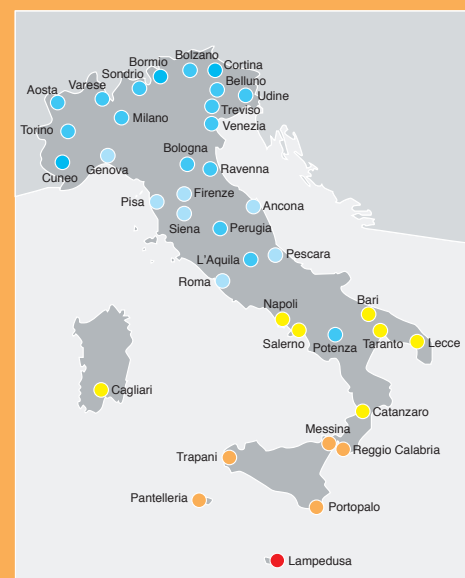 Bolzano
Bormio
Cortina
Sondrio
Belluno
Varese
Aosta
Udine
Treviso
Milano
Torino
Venezia
Bologna
Genova
Ravenna
Cuneo
Firenze
Pisa
Ancona
Siena
Perugia
Pescara
L'Aquila
Roma
Napoli
Bari
Salerno
Potenza
Taranto
Lecce
Cagliari
Catanzaro
Messina
Reggio Calabria
Trapani
Pantelleria
Portopalo
Lampedusa